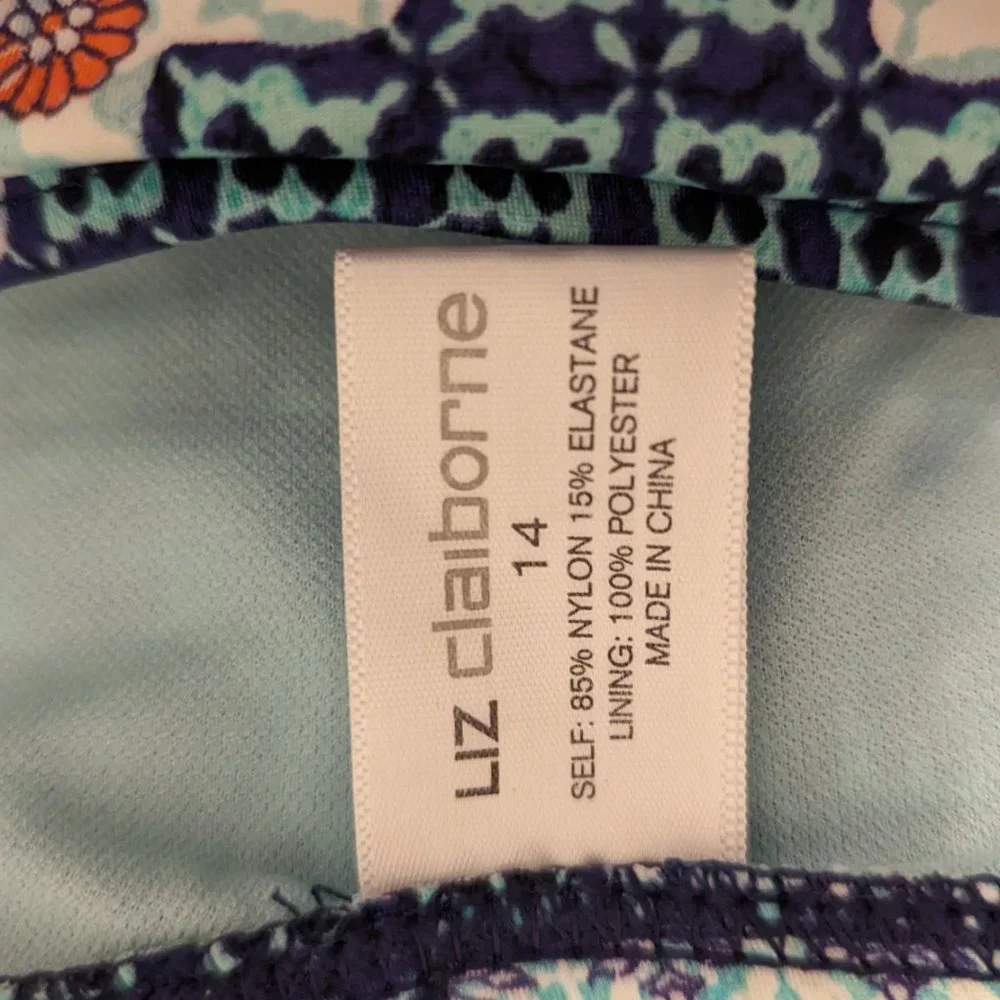 LIZ claiborne
14
SELF: 85% NYLON 15% ELASTANE
LINING: 100% POLYESTER
MADE IN CHINA